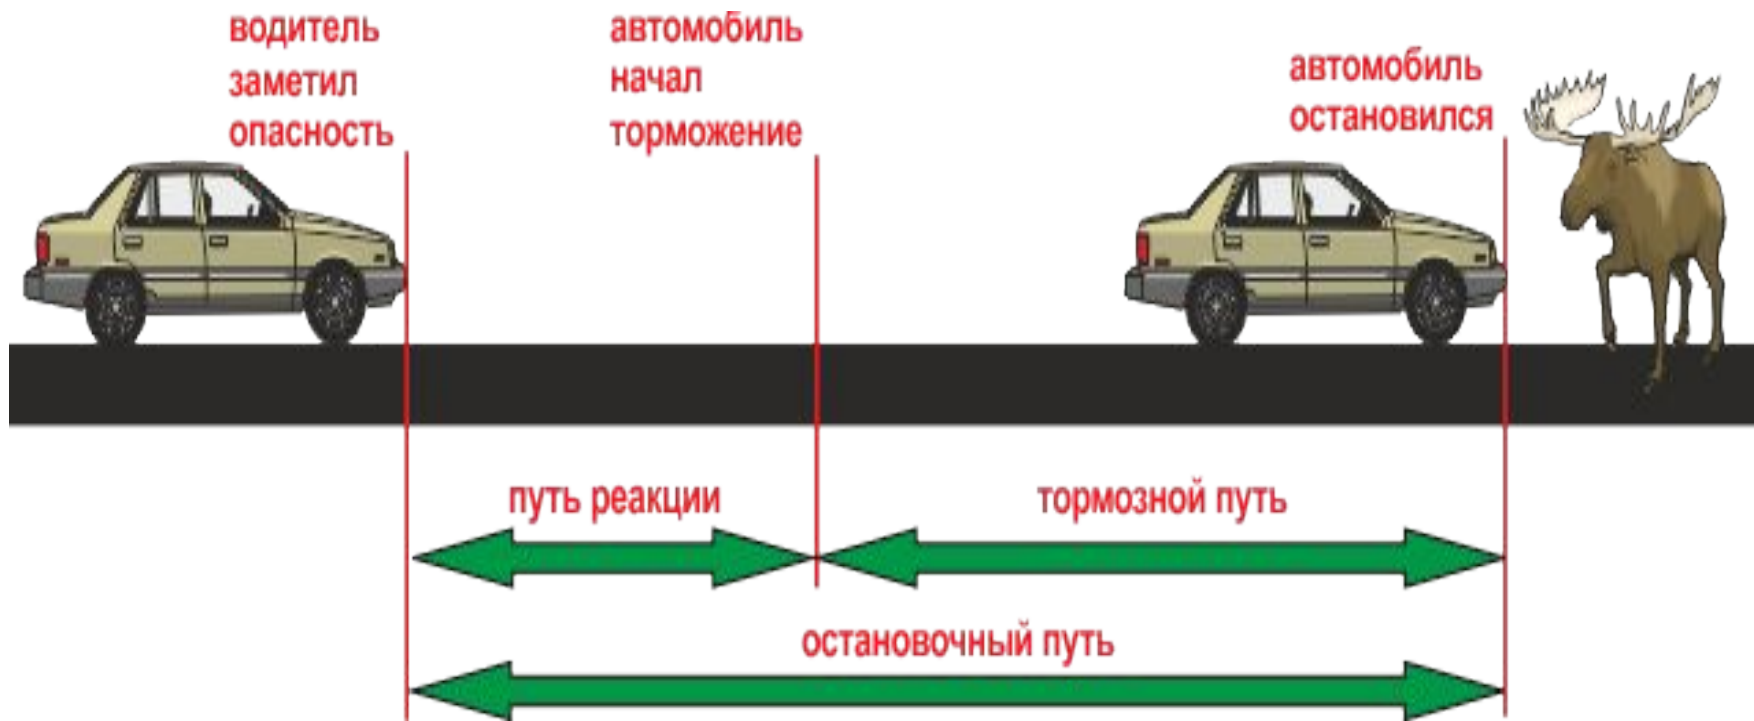 водитель
заметил
опасность
автомобиль
начал
торможение
автомобиль
остановился
путь реакции
тормозной путь
остановочный путь